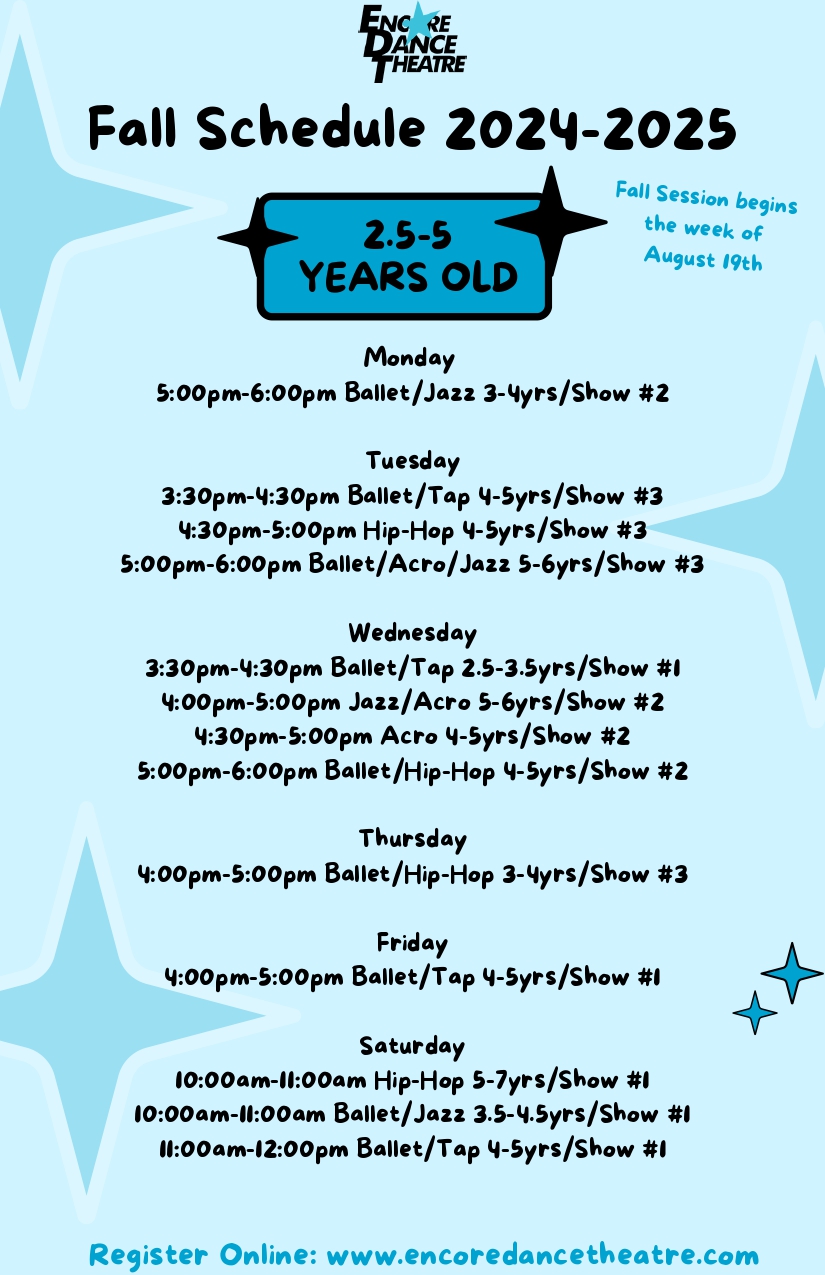 ENCORE
DANCE
THEATRE
Fall Schedule 2024-2025
Fall Session begins
the week of
August 19th
2.5-5
YEARS OLD
Monday
5:00pm-6:00pm Ballet/Jazz 3-4yrs/Show #2
Tuesday
3:30pm-4:30pm Ballet/Tap 4-5yrs/Show #3
4:30pm-5:00pm Hip-Hop 4-5yrs/Show #3
5:00pm-6:00pm Ballet/Acro/Jazz 5-6yrs/Show #3
Wednesday
3:30pm-4:30pm Ballet/Tap 2.5-3.5yrs/Show #1
4:00pm-5:00pm Jazz/Acro 5-6yrs/Show #2
4:30pm-5:00pm Acro 4-5yrs/Show #2
5:00pm-6:00pm Ballet/Hip-Hop 4-5yrs/Show #2
Thursday
4:00pm-5:00pm Ballet/Hip-Hop 3-4yrs/Show #3
Friday
4:00pm-5:00pm Ballet/Tap 4-5yrs/Show #1
Saturday
10:00am-11:00am Hip-Hop 5-7yrs/Show #1
10:00am-11:00am Ballet/Jazz 3.5-4.5yrs/Show #1
11:00am-12:00pm Ballet/Tap 4-5yrs/Show #1
Register Online: www.encoredancetheatre.com